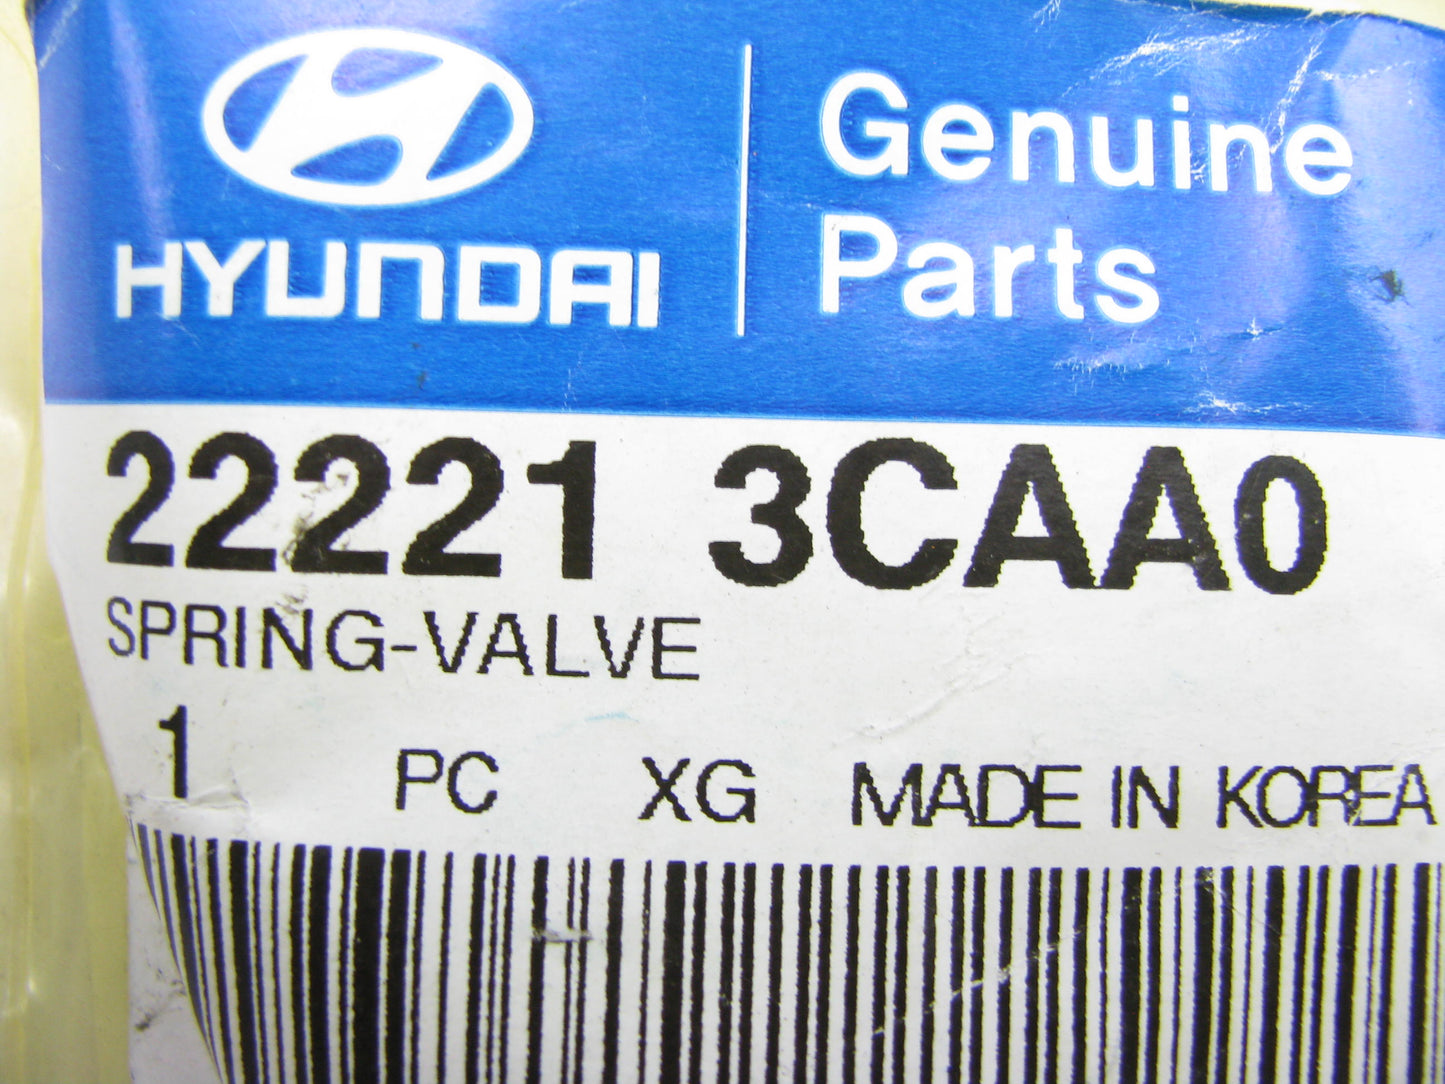 HYUNDAI
Genuine
Parts
22221 3CAA0
SPRING-VALVE
1 PC XG MADE IN KOREA